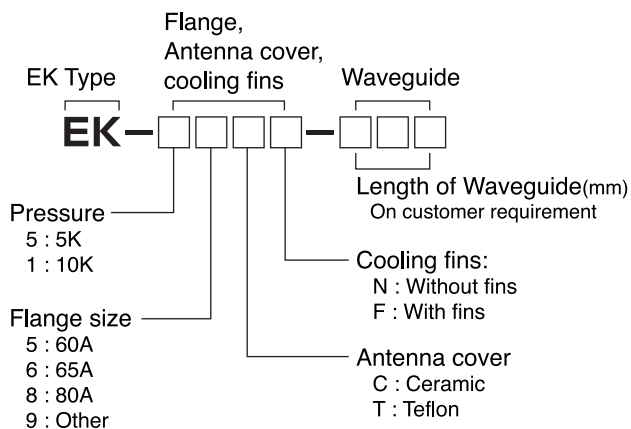 Flange,
Antenna cover,
cooling fins
EK Type
Waveguide
EK-□□□□-□□□
Length of Waveguide(mm)
On customer requirement
Pressure
5 : 5K
1 : 10K
Cooling fins:
N : Without fins
F : With fins
Flange size
5 : 60A
6 : 65A
8 : 80A
9 : Other
Antenna cover
C : Ceramic
T : Teflon